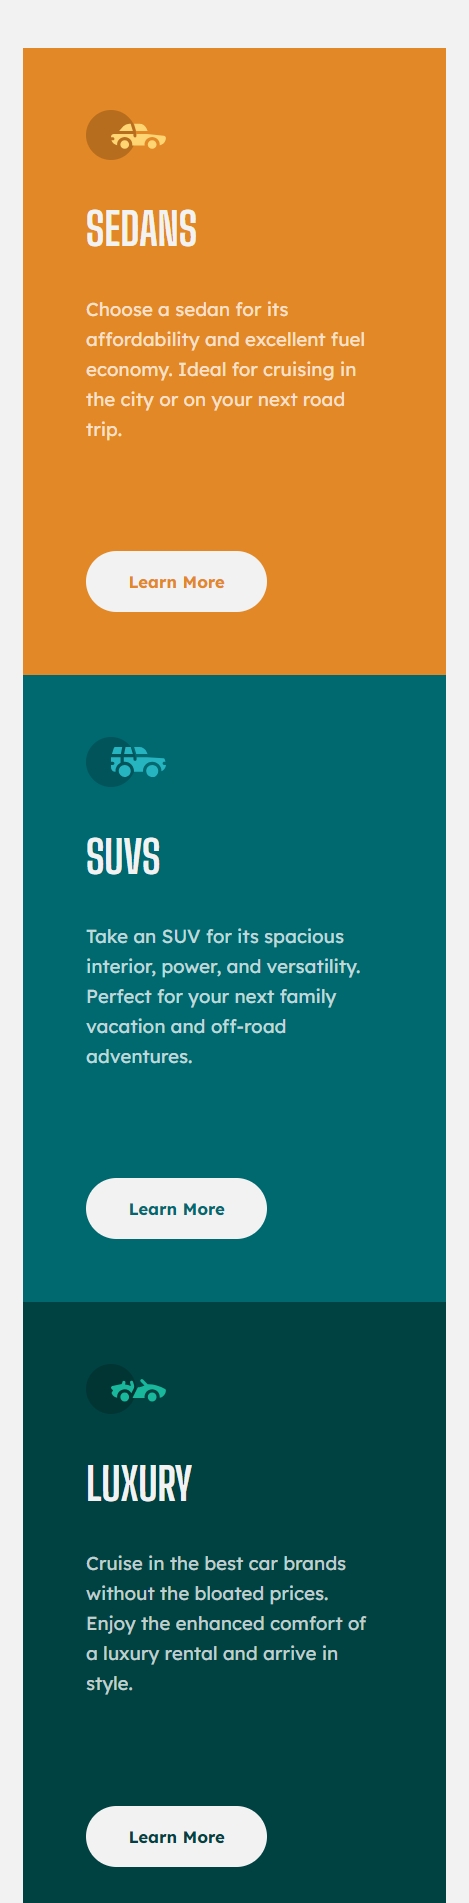 SEDANS
Choose a sedan for its
affordability and excellent fuel
economy. Ideal for cruising in
the city or on your next road
trip.
Learn More
SUVS
Take an SUV for its spacious
interior, power, and versatility.
Perfect for your next family
vacation and off-road
adventures.
Learn More
LUXURY
Cruise in the best car brands
without the bloated prices.
Enjoy the enhanced comfort of
a luxury rental and arrive in
style.
Learn More